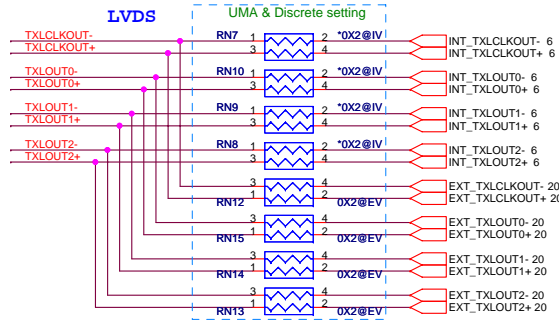 LVDS
UMA & Discrete setting
TXLCLKOUT- RN7 1 2 *0X2@IV INT_TXLCLKOUT- 6
TXLCLKOUT+ 3 4 INT_TXLCLKOUT+ 6
TXLOUT0- RN10 1 2 *0X2@IV INT_TXLOUT0- 6
TXLOUT0+ 3 4 INT_TXLOUT0+ 6
TXLOUT1- RN9 1 2 *0X2@IV INT_TXLOUT1- 6
TXLOUT1+ 3 4 INT_TXLOUT1+ 6
TXLOUT2- RN8 1 2 *0X2@IV INT_TXLOUT2- 6
TXLOUT2+ 3 4 INT_TXLOUT2+ 6
3 4 EXT_TXLCLKOUT- 20
RN12 1 2 0X2@EV EXT_TXLCLKOUT+ 20
3 4 EXT_TXLOUT0- 20
RN15 1 2 0X2@EV EXT_TXLOUT0+ 20
3 4 EXT_TXLOUT1- 20
RN14 1 2 0X2@EV EXT_TXLOUT1+ 20
3 4 EXT_TXLOUT2- 20
RN13 1 2 0X2@EV EXT_TXLOUT2+ 20